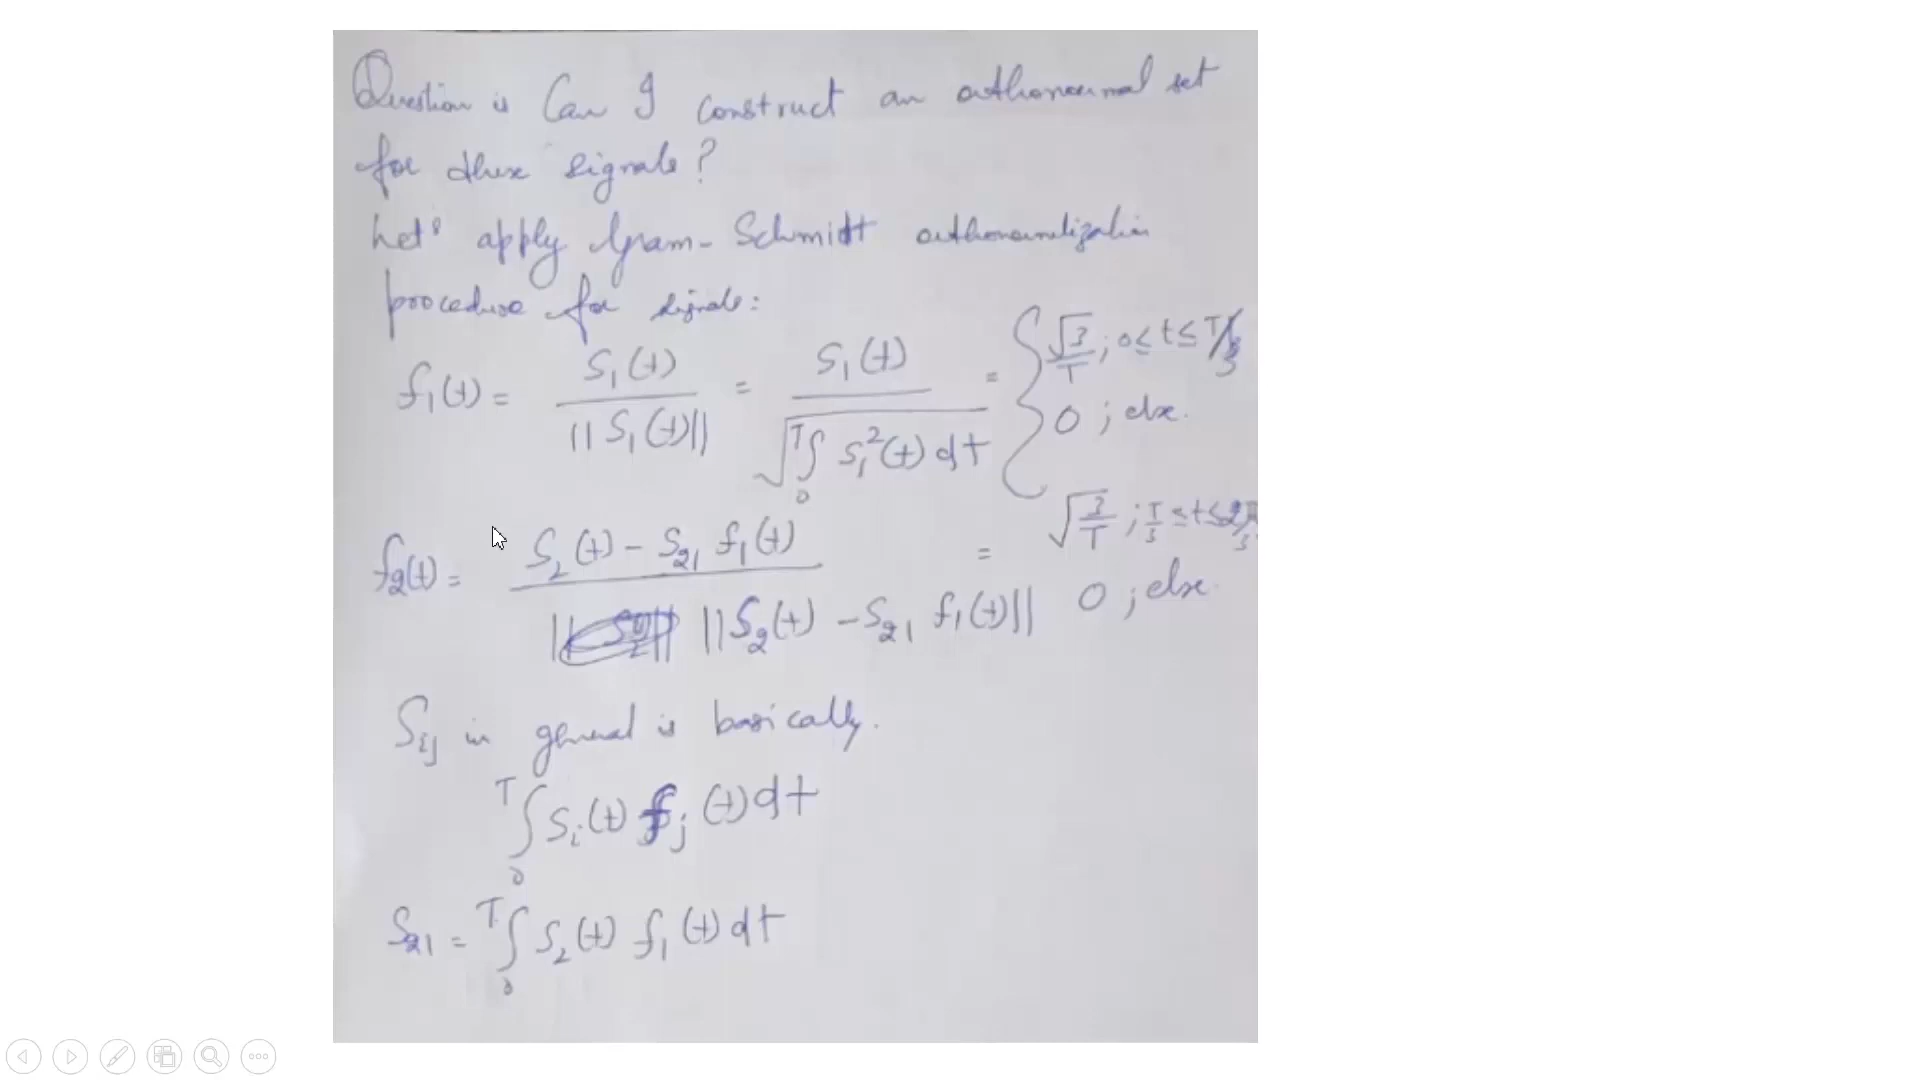 Question is Can I construct an orthonormal set
for these signals?
Let's apply Gram-Schmidt orthonormalization
procedure for signals:
f₁(t) = S₁(t) / ||S₁(t)|| = S₁(t) / √(∫₀ᵀ S₁²(t) dt) = { √3/T ; 0 ≤ t ≤ T/3
0 ; else.
f₂(t) = (S₂(t) - S₂₁ f₁(t)) / ||S₂(t) - S₂₁ f₁(t)|| = √(3/T) ; T/3 ≤ t ≤ 2T/3
0 ; else.
Sᵢⱼ in general is basically.
∫₀ᵀ Sᵢ(t) fⱼ(t) dt
S₂₁ = ∫₀ᵀ S₂(t) f₁(t) dt